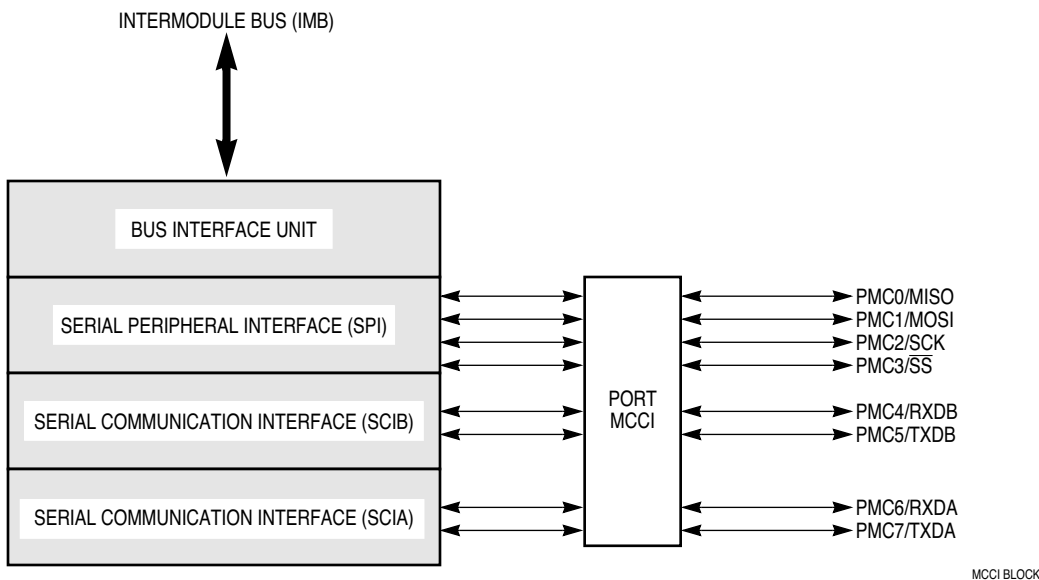 INTERMODULE BUS (IMB)
BUS INTERFACE UNIT
SERIAL PERIPHERAL INTERFACE (SPI)
SERIAL COMMUNICATION INTERFACE (SCIB)
SERIAL COMMUNICATION INTERFACE (SCIA)
PORT
MCCI
PMC0/MISO
PMC1/MOSI
PMC2/SCK
PMC3/S̅S̅
PMC4/RXDB
PMC5/TXDB
PMC6/RXDA
PMC7/TXDA
MCCI BLOCK